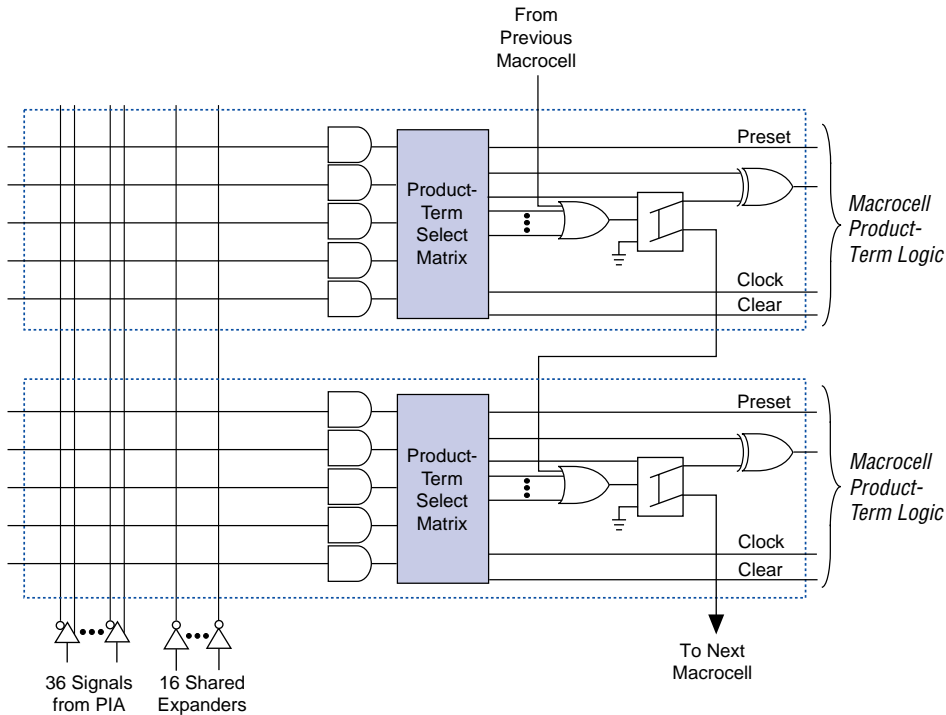 From
Previous
Macrocell
Preset
Product-
Term
Select
Matrix
Macrocell
Product-
Term Logic
Clock
Clear
Preset
Product-
Term
Select
Matrix
Macrocell
Product-
Term Logic
Clock
Clear
36 Signals
from PIA
16 Shared
Expanders
To Next
Macrocell